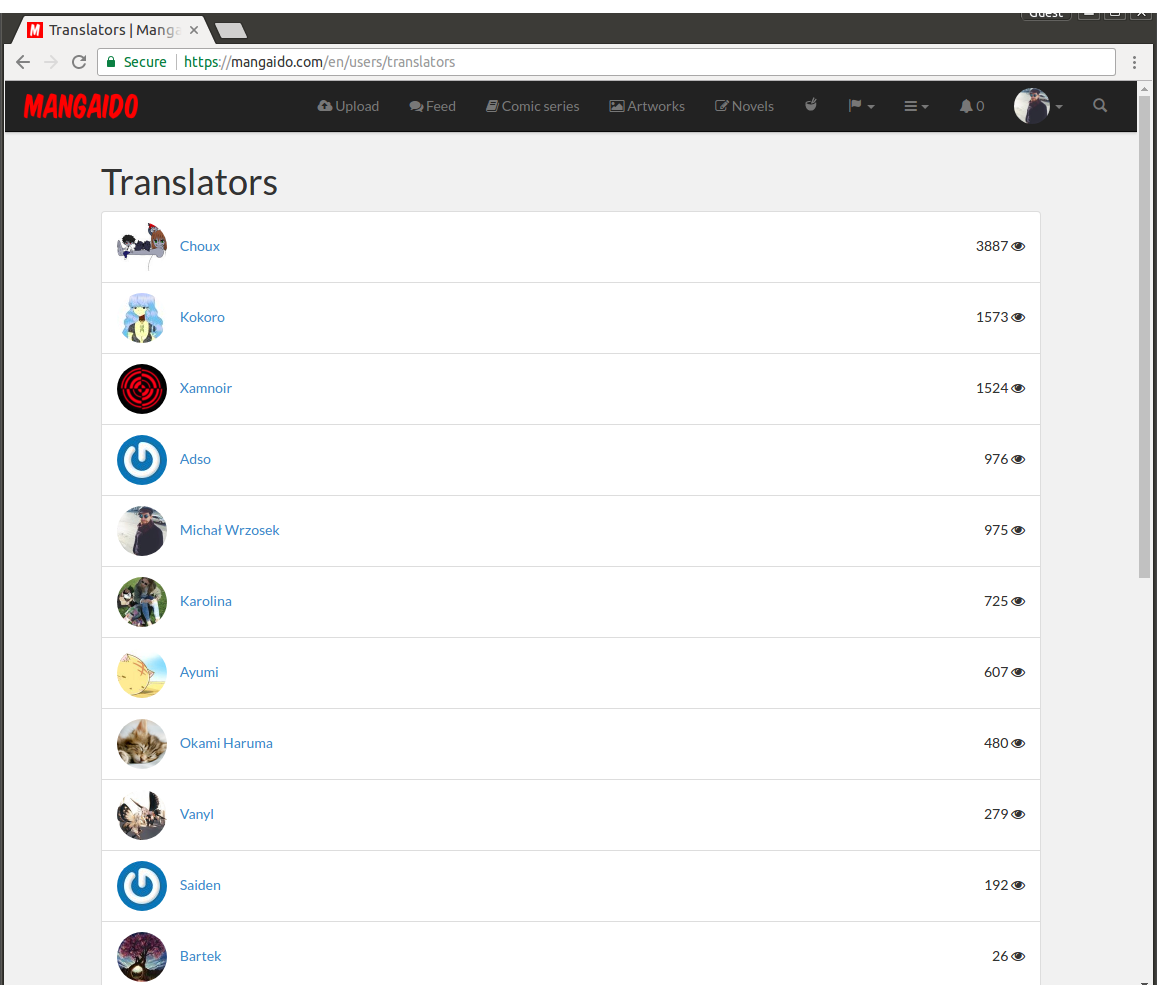 Guest
Translators | Manga
Secure https://mangaido.com/en/users/translators
MANGAIDO Upload Feed Comic series Artworks Novels 0
Translators
Choux 3887
Kokoro 1573
Xamnoir 1524
Adso 976
Michał Wrzosek 975
Karolina 725
Ayumi 607
Okami Haruma 480
Vanyl 279
Saiden 192
Bartek 26